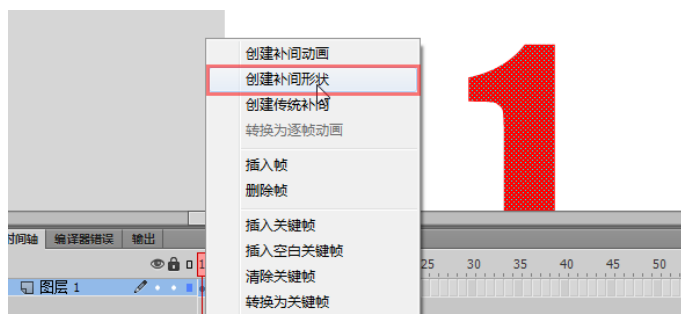 创建补间动画
创建补间形状
创建传统补间
转换为逐帧动画
插入帧
删除帧
插入关键帧
插入空白关键帧
清除关键帧
转换为关键帧
1
时间轴 编译器错误 输出
1 25 30 35 40 45 50
图层 1